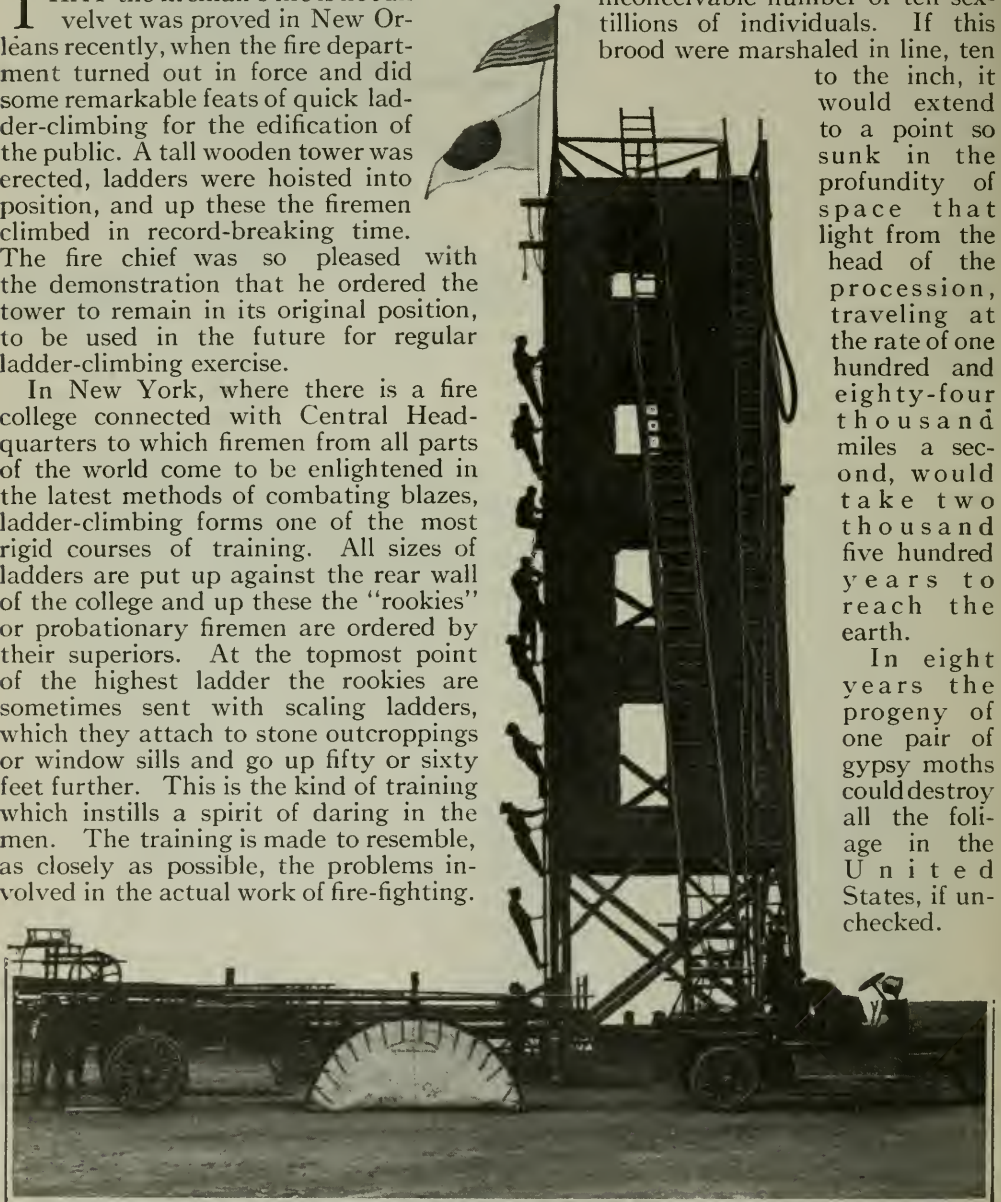 velvet was proved in New Or-
leans recently, when the fire depart-
ment turned out in force and did
some remarkable feats of quick lad-
der-climbing for the edification of
the public. A tall wooden tower was
erected, ladders were hoisted into
position, and up these the firemen
climbed in record-breaking time.
The fire chief was so pleased with
the demonstration that he ordered the
tower to remain in its original position,
to be used in the future for regular
ladder-climbing exercise.
In New York, where there is a fire
college connected with Central Head-
quarters to which firemen from all parts
of the world come to be enlightened in
the latest methods of combating blazes,
ladder-climbing forms one of the most
rigid courses of training. All sizes of
ladders are put up against the rear wall
of the college and up these the "rookies"
or probationary firemen are ordered by
their superiors. At the topmost point
of the highest ladder the rookies are
sometimes sent with scaling ladders,
which they attach to stone outcroppings
or window sills and go up fifty or sixty
feet further. This is the kind of training
which instills a spirit of daring in the
men. The training is made to resemble,
as closely as possible, the problems in-
volved in the actual work of fire-fighting.
inconceivable number of ten sex-
tillions of individuals. If this
brood were marshaled in line, ten
to the inch, it
would extend
to a point so
sunk in the
profundity of
space that
light from the
head of the
procession,
traveling at
the rate of one
hundred and
eighty-four
thousand
miles a sec-
ond, would
take two
thousand
five hundred
years to
reach the
earth.
In eight
years the
progeny of
one pair of
gypsy moths
could destroy
all the foli-
age in the
United
States, if un-
checked.